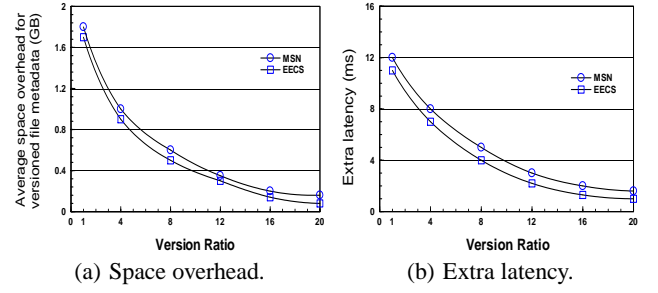 Average space overhead for
versioned file metadata (GB)
2
1.6
1.2
0.8
0.4
0
MSN
EECS
0 1 4 8 12 16 20
Version Ratio
(a) Space overhead.
Extra latency (ms)
16
12
8
4
0
MSN
EECS
0 1 4 8 12 16 20
Version Ratio
(b) Extra latency.